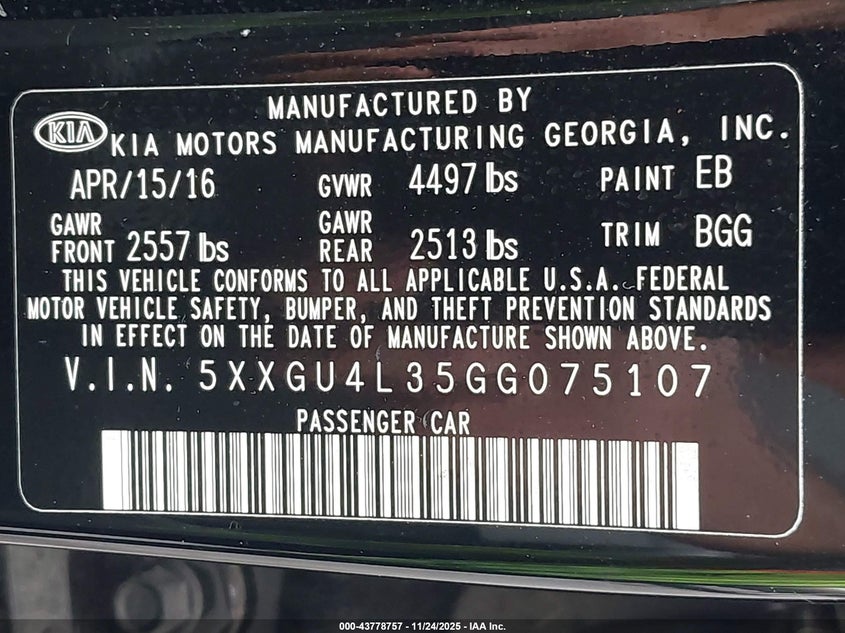 MANUFACTURED BY
KIA KIA MOTORS MANUFACTURING GEORGIA, INC.
APR/15/16 GVWR 4497 lbs PAINT EB
GAWR FRONT 2557 lbs GAWR REAR 2513 lbs TRIM BGG
THIS VEHICLE CONFORMS TO ALL APPLICABLE U.S.A. FEDERAL
MOTOR VEHICLE SAFETY, BUMPER, AND THEFT PREVENTION STANDARDS
IN EFFECT ON THE DATE OF MANUFACTURE SHOWN ABOVE.
V.I.N. 5XXGU4L35GG075107
PASSENGER CAR
000-43778757 - 11/24/2025 - IAA Inc.